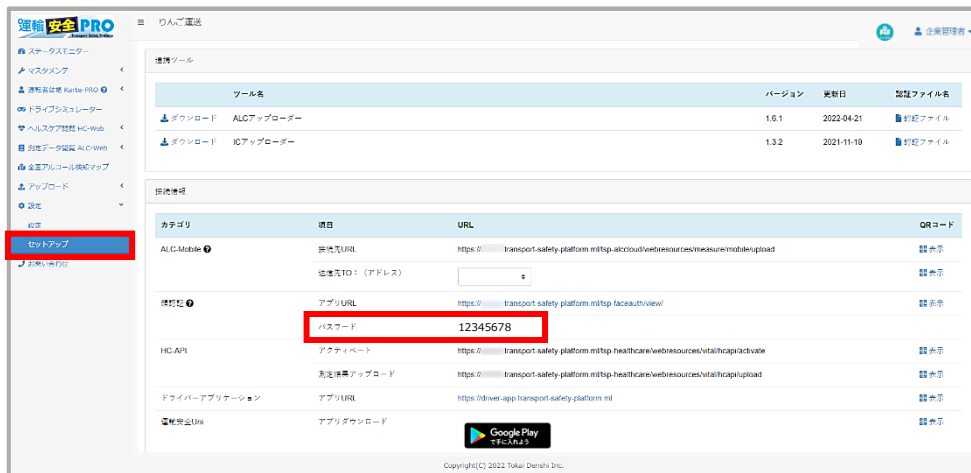 運輸安全PRO
Transport Safety Platform
りんご運送
企業管理者
ステータスモニター
マスタメンテ
運転者台帳 Karte-PRO
ドライブシミュレーター
ヘルスケア閲覧 HC-Web
測定データ閲覧 ALC-Web
全国アルコール検知マップ
アップロード
設定
設定
セットアップ
お問い合わせ
連携ツール
ツール名 バージョン 更新日 認証ファイル名
ダウンロード ALCアップローダー 1.6.1 2022-04-21 認証ファイル
ダウンロード ICアップローダー 1.3.2 2021-11-19 認証ファイル
接続情報
カテゴリ 項目 URL QRコード
ALC-Mobile 接続先URL https:// transport-safety-platform.ml/tsp-alccloud/webresources/measure/mobile/upload 表示
送信先TO：（アドレス） 表示
顔認証 アプリURL https:// transport-safety-platform.ml/tsp-faceauth/view/ 表示
パスワード 12345678
HC-API アクティベート https:// transport-safety-platform.ml/tsp-healthcare/webresources/vital/hcapi/activate 表示
測定結果アップロード https:// transport-safety-platform.ml/tsp-healthcare/webresources/vital/hcapi/upload 表示
ドライバーアプリケーション アプリURL https://driver-app.transport-safety-platform.ml 表示
運輸安全Uni アプリダウンロード Google Play で手に入れよう 表示
Copyright(C) 2022 Tokai Denshi Inc.